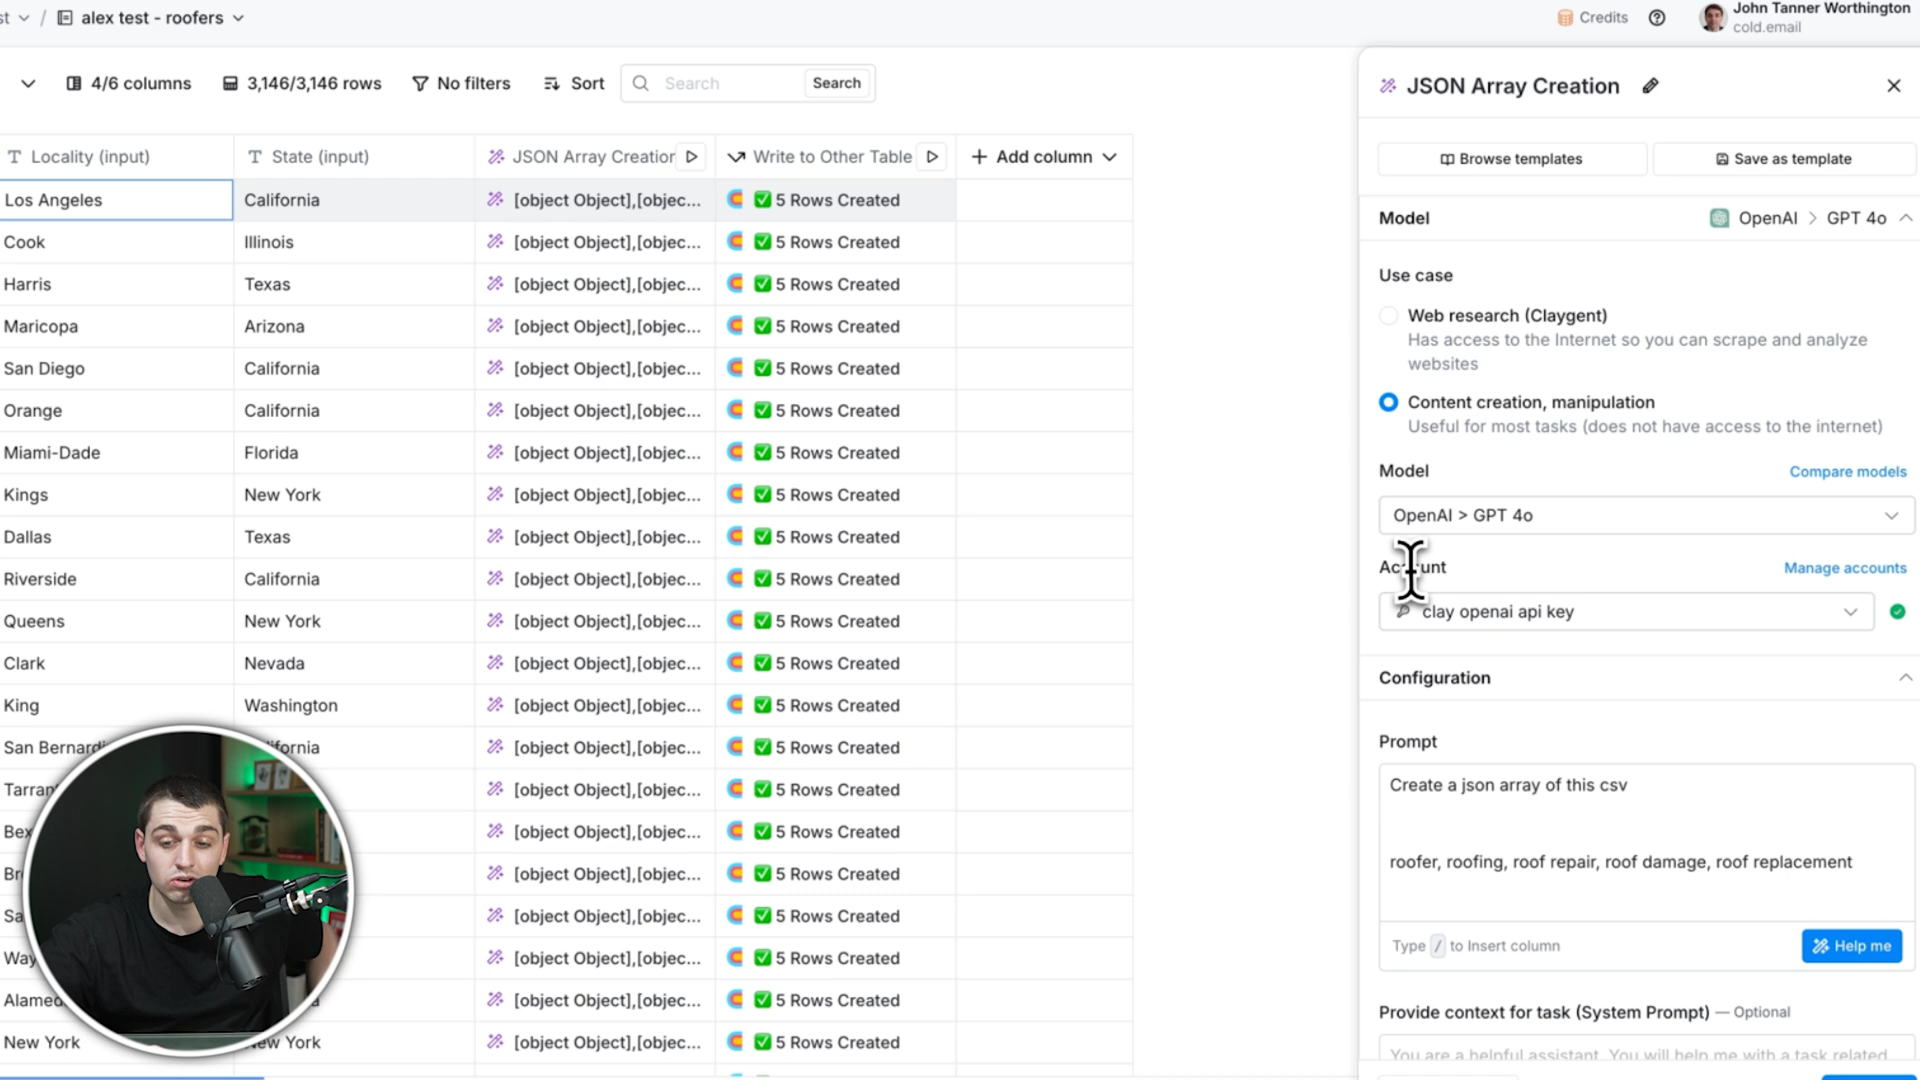 st / alex test - roofers
Credits
John Tanner Worthington
cold.email
4/6 columns
3,146/3,146 rows
No filters
Sort
Search
Search
Locality (input)
State (input)
JSON Array Creation
Write to Other Table
+ Add column
Los Angeles California [object Object],[objec... 5 Rows Created
Cook Illinois [object Object],[objec... 5 Rows Created
Harris Texas [object Object],[objec... 5 Rows Created
Maricopa Arizona [object Object],[objec... 5 Rows Created
San Diego California [object Object],[objec... 5 Rows Created
Orange California [object Object],[objec... 5 Rows Created
Miami-Dade Florida [object Object],[objec... 5 Rows Created
Kings New York [object Object],[objec... 5 Rows Created
Dallas Texas [object Object],[objec... 5 Rows Created
Riverside California [object Object],[objec... 5 Rows Created
Queens New York [object Object],[objec... 5 Rows Created
Clark Nevada [object Object],[objec... 5 Rows Created
King Washington [object Object],[objec... 5 Rows Created
San Bernardi ifornia [object Object],[objec... 5 Rows Created
Tarran [object Object],[objec... 5 Rows Created
Bex [object Object],[objec... 5 Rows Created
Br [object Object],[objec... 5 Rows Created
Sa [object Object],[objec... 5 Rows Created
Way [object Object],[objec... 5 Rows Created
Alamed a [object Object],[objec... 5 Rows Created
New York New York [object Object],[objec... 5 Rows Created
JSON Array Creation
Browse templates
Save as template
Model
OpenAI > GPT 4o
Use case
Web research (Claygent)
Has access to the Internet so you can scrape and analyze
websites
Content creation, manipulation
Useful for most tasks (does not have access to the internet)
Model
Compare models
OpenAI > GPT 4o
Account
Manage accounts
clay openai api key
Configuration
Prompt
Create a json array of this csv
roofer, roofing, roof repair, roof damage, roof replacement
Type / to Insert column
Help me
Provide context for task (System Prompt) — Optional
You are a helpful assistant. You will help me with a task related